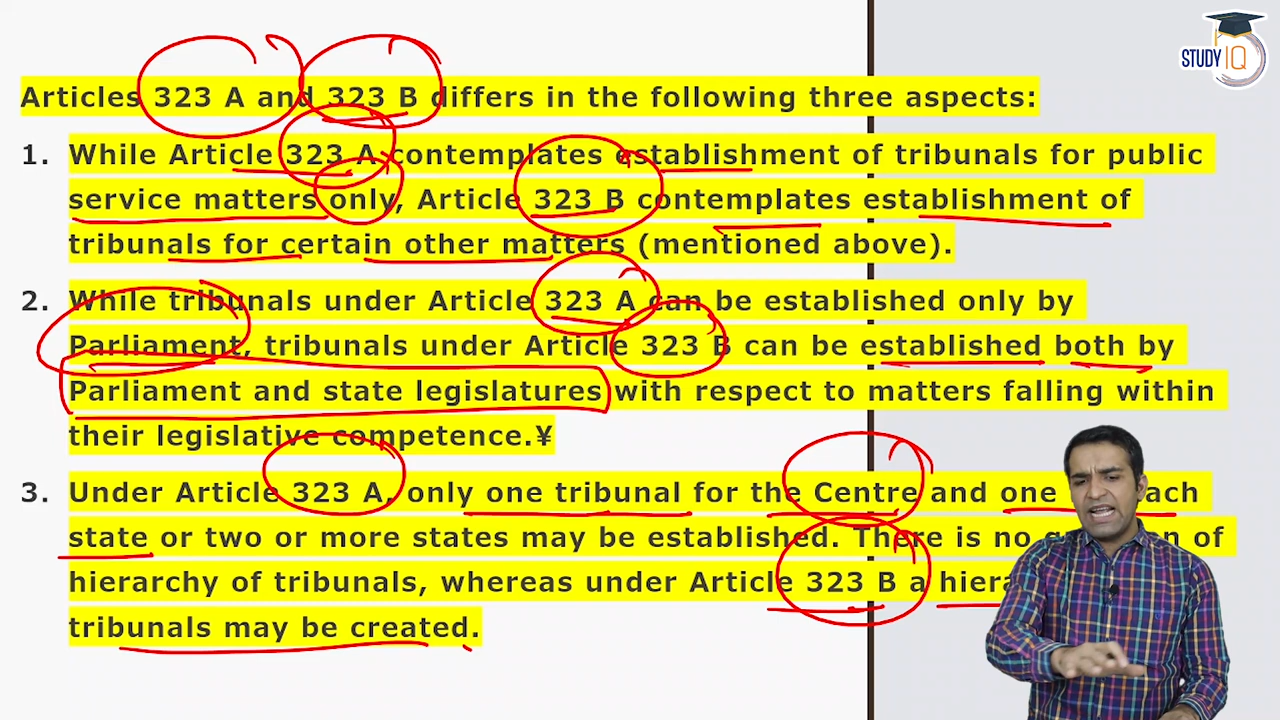 STUDY IQ
Articles 323 A and 323 B differs in the following three aspects:
1. While Article 323 A contemplates establishment of tribunals for public
service matters only, Article 323 B contemplates establishment of
tribunals for certain other matters (mentioned above).
2. While tribunals under Article 323 A can be established only by
Parliament, tribunals under Article 323 B can be established both by
Parliament and state legislatures with respect to matters falling within
their legislative competence.¥
3. Under Article 323 A, only one tribunal for the Centre and one
state or two or more states may be established. There is no of
hierarchy of tribunals, whereas under Article 323 B a
tribunals may be created.